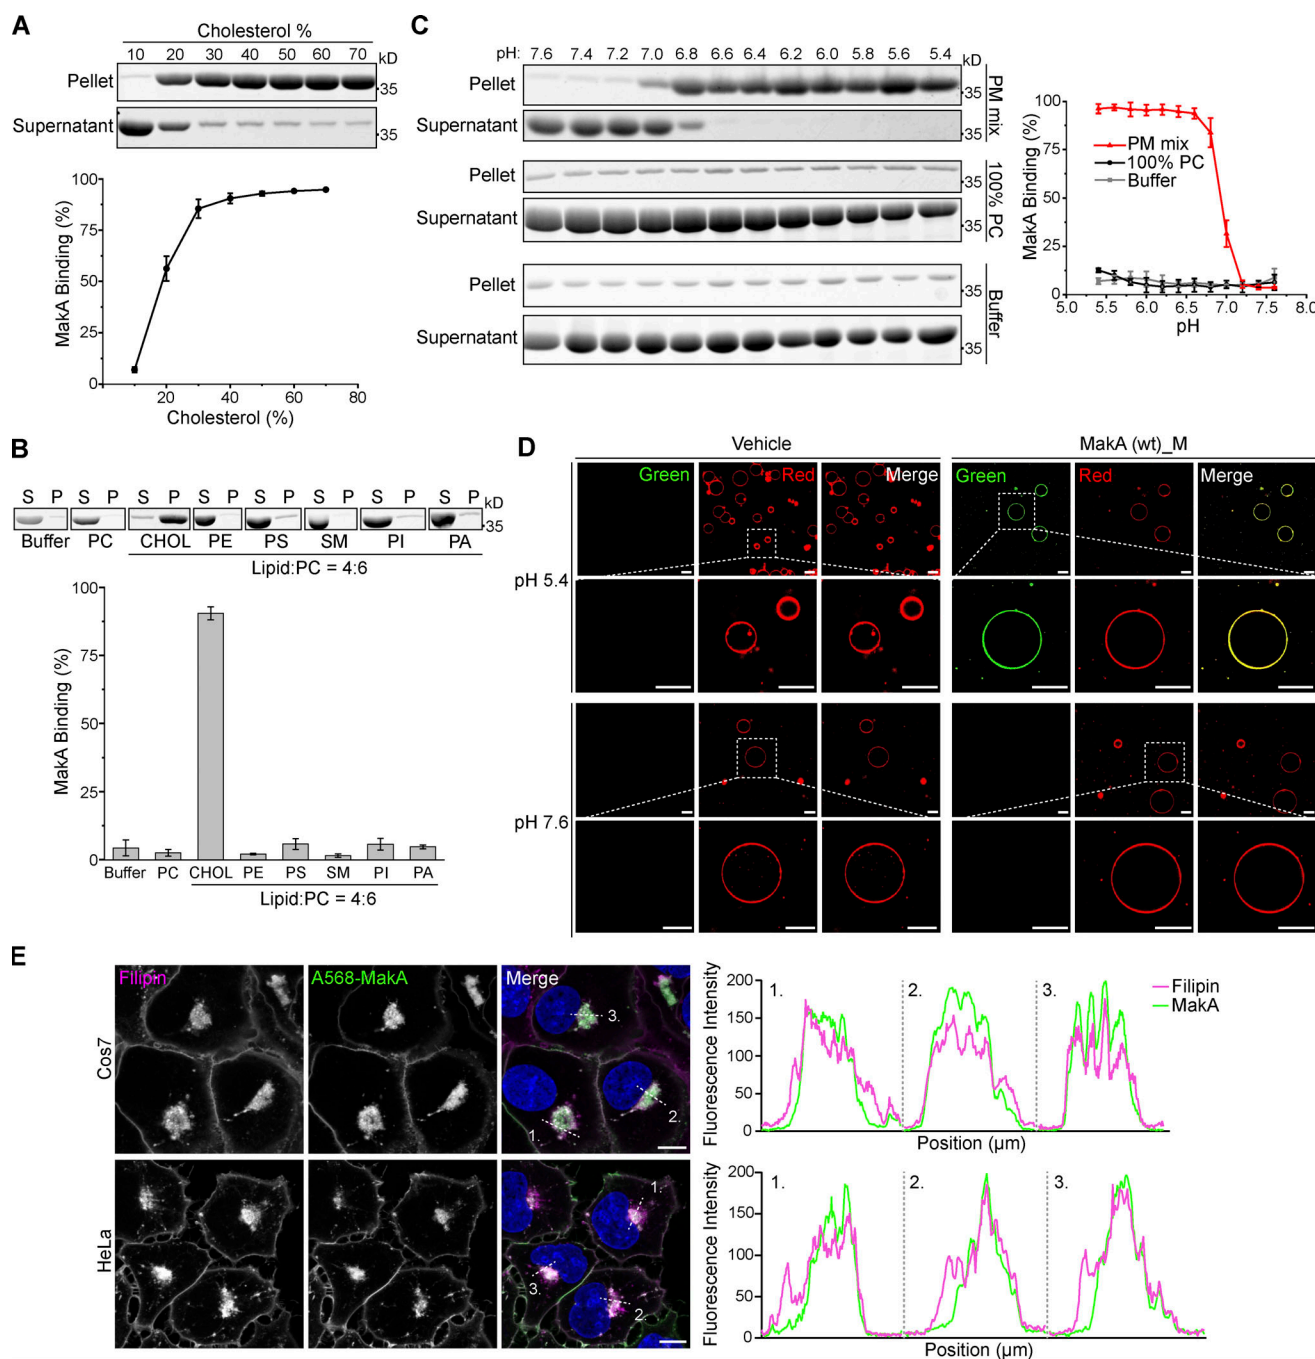 A
Cholesterol %
10 20 30 40 50 60 70 kD
Pellet
35
Supernatant
35
MakA Binding (%)
100
75
50
25
0
20 40 60 80
Cholesterol (%)
C
pH: 7.6 7.4 7.2 7.0 6.8 6.6 6.4 6.2 6.0 5.8 5.6 5.4 kD
Pellet
35
Supernatant
35
PM mix
Pellet
35
Supernatant
35
100% PC
Pellet
35
Supernatant
35
Buffer
MakA Binding (%)
100
75
50
25
0
PM mix
100% PC
Buffer
5.0 5.5 6.0 6.5 7.0 7.5 8.0
pH
B
S P S P S P S P S P S P S P S P kD
35
Buffer PC CHOL PE PS SM PI PA
Lipid:PC = 4:6
MakA Binding (%)
100
75
50
25
0
Buffer PC CHOL PE PS SM PI PA
Lipid:PC = 4:6
D
Vehicle MakA (wt)_M
Green Red Merge Green Red Merge
pH 5.4
pH 7.6
E
Filipin A568-MakA Merge
Cos7
3.
2.
1.
HeLa
1.
3.
2.
Fluorescence Intensity
200
150
100
50
0
1. 2. 3.
Filipin
MakA
Position (µm)
Fluorescence Intensity
200
150
100
50
0
1. 2. 3.
Position (µm)